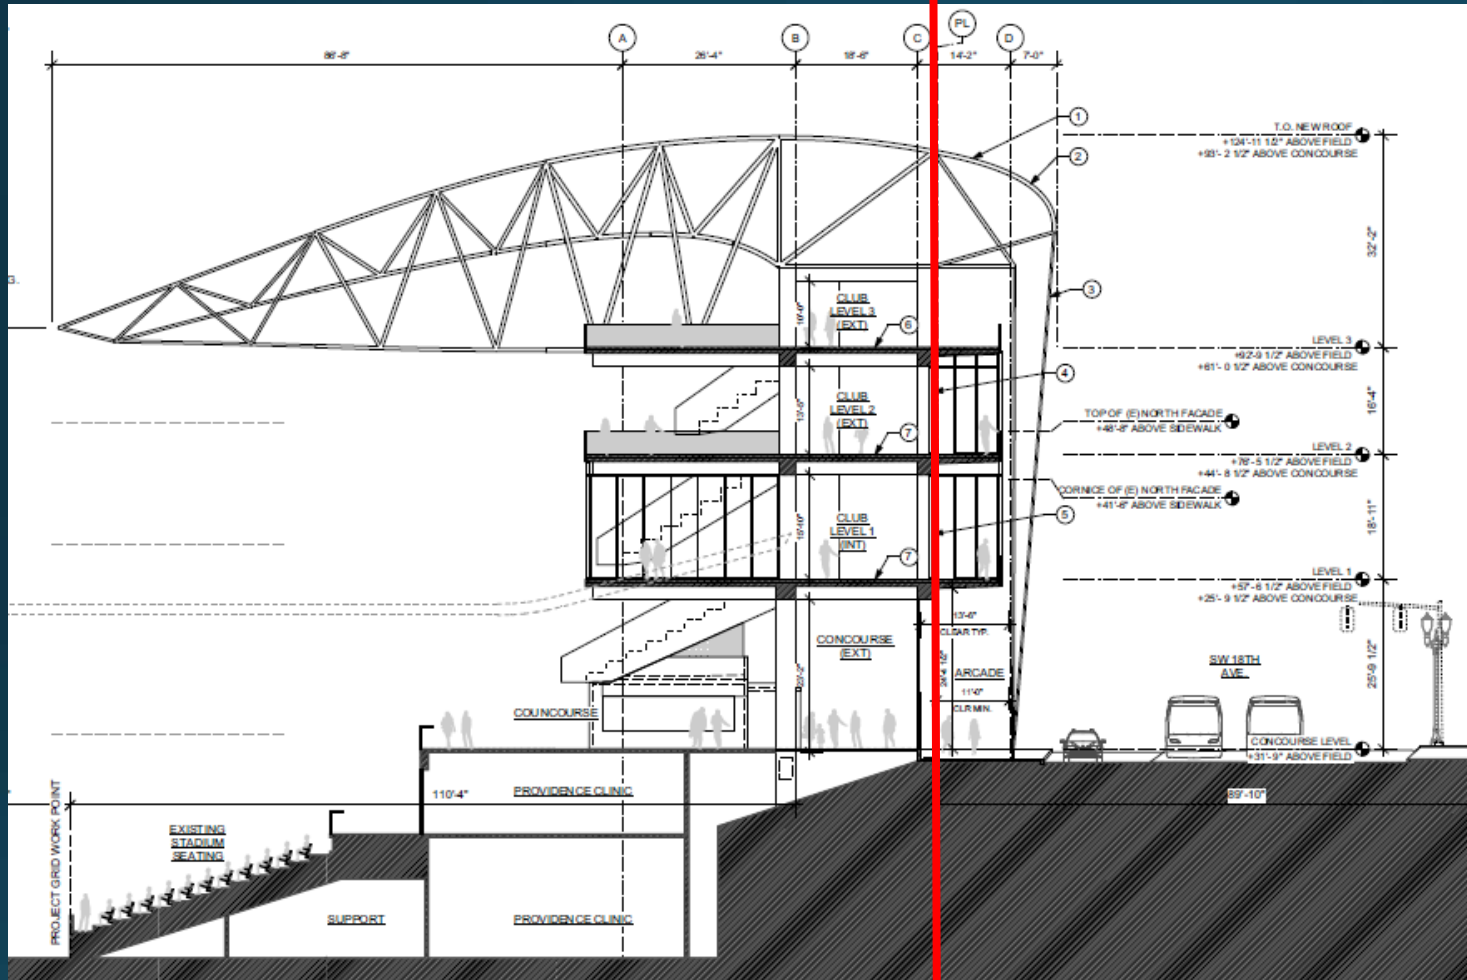 A
B
C
PL
D
86'-8"
26'-4"
18'-6"
14'-2"
7'-0"
1
2
3
4
5
6
7
7
T.O. NEW ROOF
+124'-11 1/2" ABOVE FIELD
+93'- 2 1/2" ABOVE CONCOURSE
32'-2"
G.
CLUB
LEVEL 3
(EXT)
LEVEL 3
+92'-9 1/2" ABOVE FIELD
+61'- 0 1/2" ABOVE CONCOURSE
16'-4"
CLUB
LEVEL 2
(EXT)
13'-5"
TOP OF (E) NORTH FACADE
+48'-8" ABOVE SIDEWALK
LEVEL 2
+76'- 5 1/2" ABOVE FIELD
+44'- 8 1/2" ABOVE CONCOURSE
CORNICE OF (E) NORTH FACADE
+41'-6" ABOVE SIDEWALK
18'-11"
CLUB
LEVEL 1
(INT)
15'-10"
LEVEL 1
+57'- 6 1/2" ABOVE FIELD
+25'- 9 1/2" ABOVE CONCOURSE
13'-6"
CLEAR TYP.
CONCOURSE
(EXT)
23'-2"
ARCADE
11'-0"
CLR MIN.
SW 18TH
AVE.
25'-9 1/2"
COUNCOURSE
CONCOURSE LEVEL
+31'- 9" ABOVE FIELD
110'-4"
PROVIDENCE CLINIC
89'-10"
PROJECT GRID WORK POINT
EXISTING
STADIUM
SEATING
SUPPORT
PROVIDENCE CLINIC